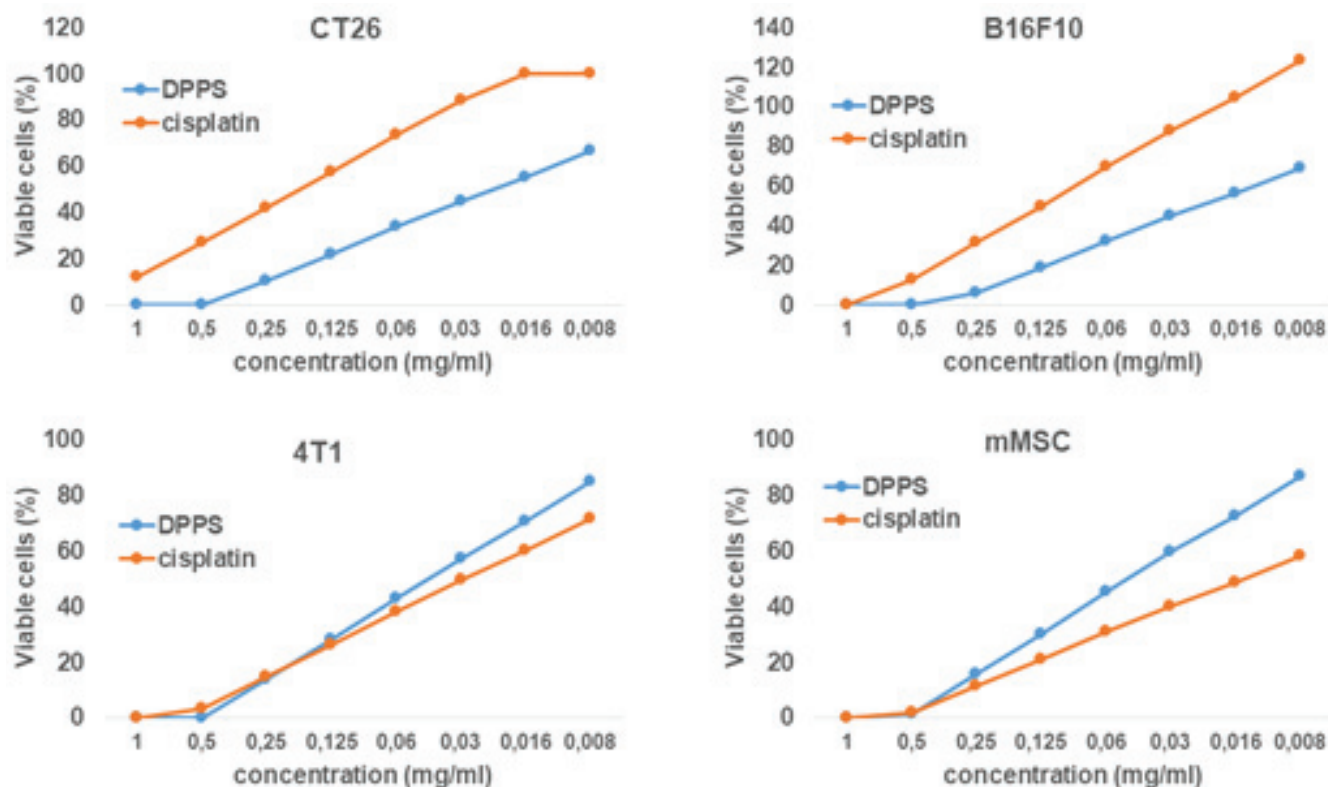 CT26
DPPS
cisplatin
Viable cells (%)
120
100
80
60
40
20
0
1 0,5 0,25 0,125 0,06 0,03 0,016 0,008
concentration (mg/ml)
B16F10
DPPS
cisplatin
Viable cells (%)
140
120
100
80
60
40
20
0
1 0,5 0,25 0,125 0,06 0,03 0,016 0,008
concentration (mg/ml)
4T1
DPPS
cisplatin
Viable cells (%)
100
80
60
40
20
0
1 0,5 0,25 0,125 0,06 0,03 0,016 0,008
concentration (mg/ml)
mMSC
DPPS
cisplatin
Viable cells (%)
100
80
60
40
20
0
1 0,5 0,25 0,125 0,06 0,03 0,016 0,008
concentration (mg/ml)